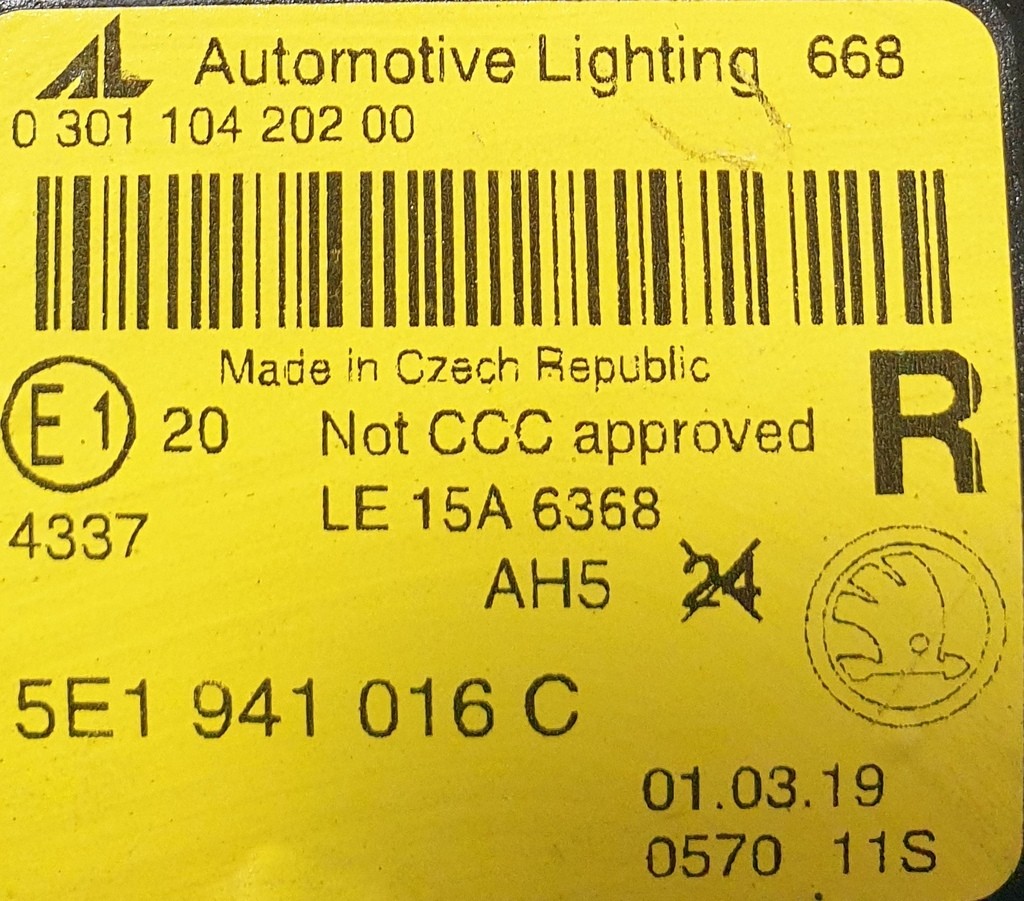 AL Automotive Lighting 668
0 301 104 202 00
Made in Czech Republic
E1 20 Not CCC approved R
4337 LE 15A 6368
AH5 24
5E1 941 016 C
01.03.19
0570 11S